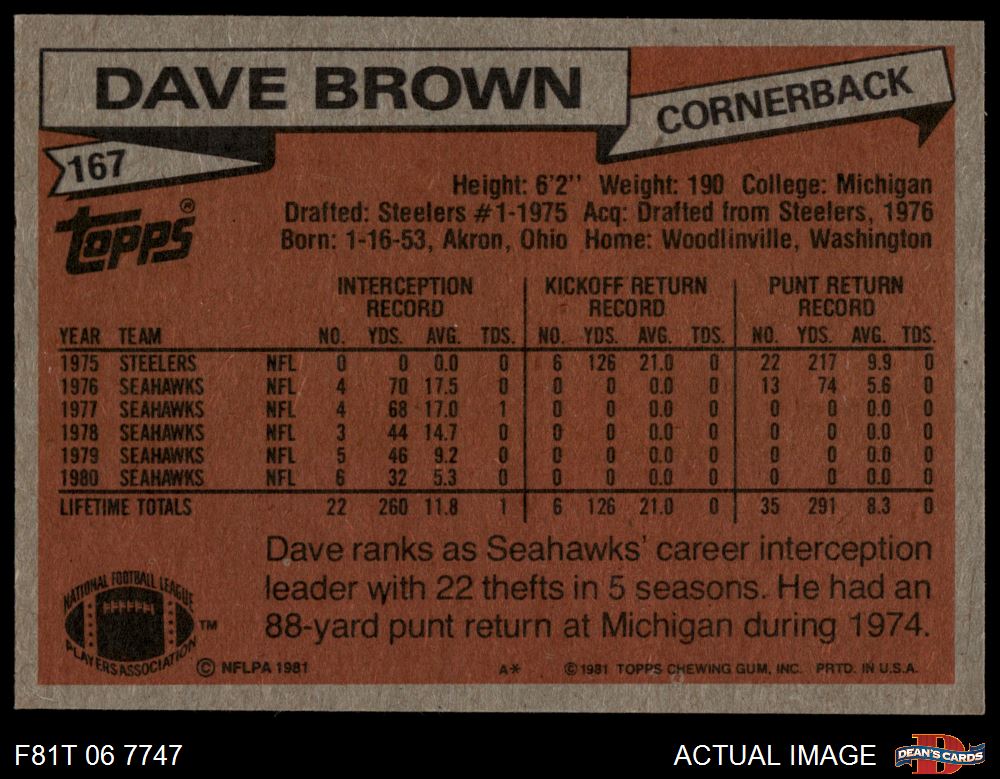 DAVE BROWN
CORNERBACK
167
TOPPS®
Height: 6'2'' Weight: 190 College: Michigan
Drafted: Steelers #1-1975 Acq: Drafted from Steelers, 1976
Born: 1-16-53, Akron, Ohio Home: Woodlinville, Washington
INTERCEPTION RECORD KICKOFF RETURN RECORD PUNT RETURN RECORD
YEAR TEAM NO. YDS. AVG. TDS. NO. YDS. AVG. TDS. NO. YDS. AVG. TDS.
1975 STEELERS NFL 0 0 0.0 0 6 126 21.0 0 22 217 9.9 0
1976 SEAHAWKS NFL 4 70 17.5 0 0 0 0.0 0 13 74 5.6 0
1977 SEAHAWKS NFL 4 68 17.0 1 0 0 0.0 0 0 0 0.0 0
1978 SEAHAWKS NFL 3 44 14.7 0 0 0 0.0 0 0 0 0.0 0
1979 SEAHAWKS NFL 5 46 9.2 0 0 0 0.0 0 0 0 0.0 0
1980 SEAHAWKS NFL 6 32 5.3 0 0 0 0.0 0 0 0 0.0 0
LIFETIME TOTALS 22 260 11.8 1 6 126 21.0 0 35 291 8.3 0
Dave ranks as Seahawks' career interception
leader with 22 thefts in 5 seasons. He had an
88-yard punt return at Michigan during 1974.
NATIONAL FOOTBALL LEAGUE
PLAYERS ASSOCIATION
TM
© NFLPA 1981 A* ©1981 TOPPS CHEWING GUM, INC. PRTD. IN U.S.A.
F81T 06 7747 ACTUAL IMAGE
D
DEAN'S CARDS